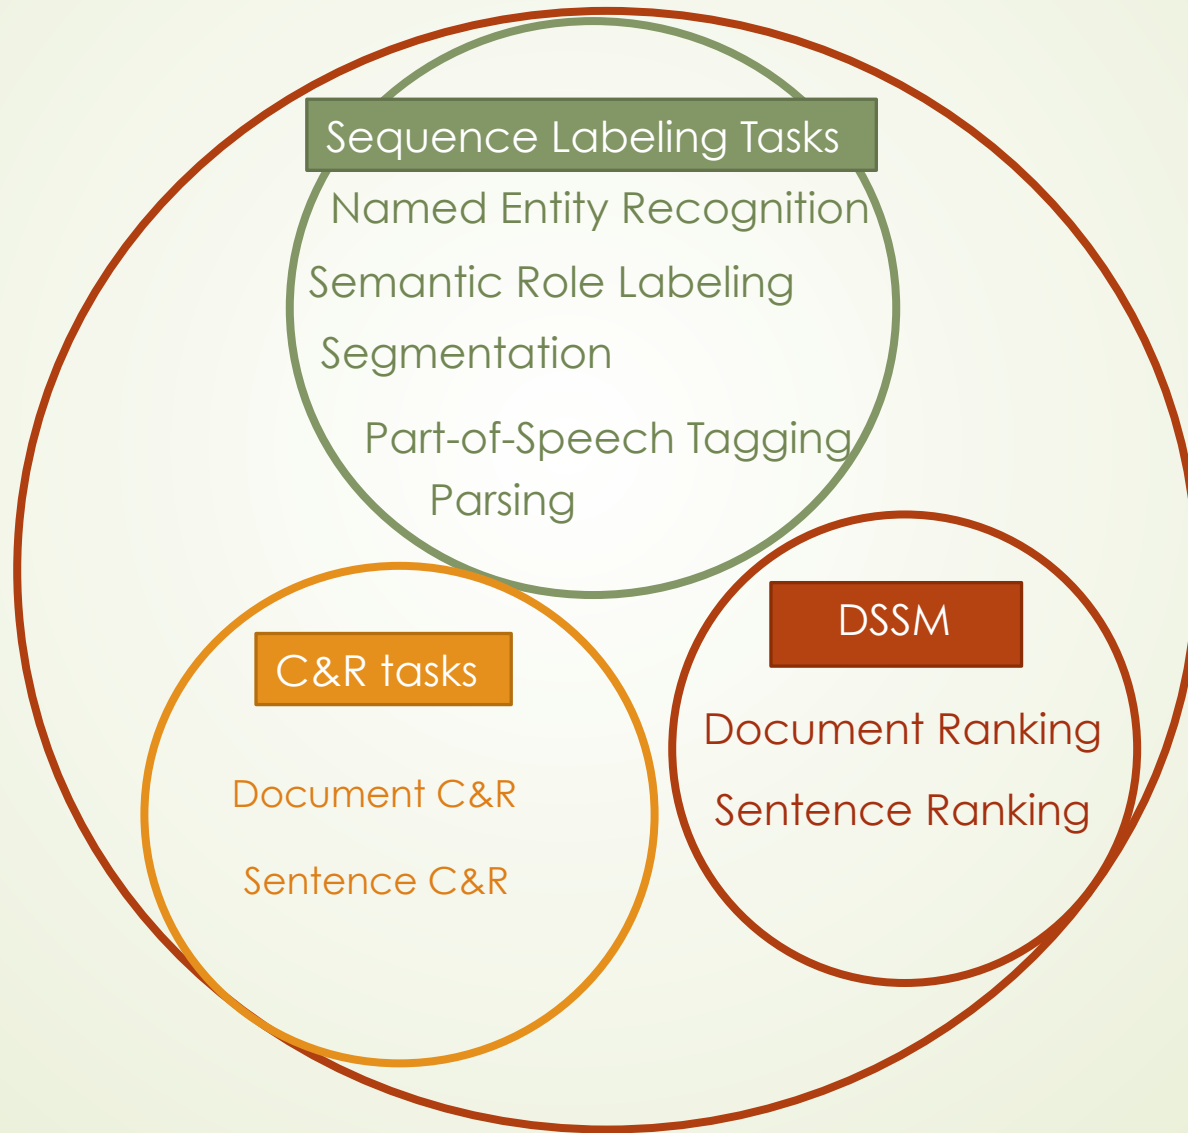 Sequence Labeling Tasks
Named Entity Recognition
Semantic Role Labeling
Segmentation
Part-of-Speech Tagging
Parsing
C&R tasks
Document C&R
Sentence C&R
DSSM
Document Ranking
Sentence Ranking